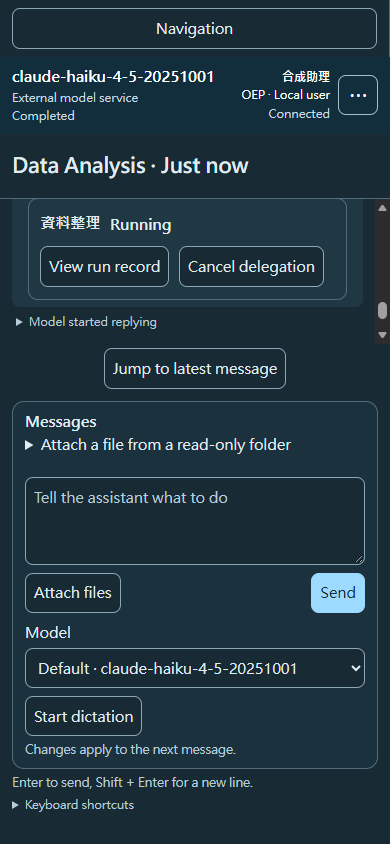 Navigation
claude-haiku-4-5-20251001
External model service
Completed
合成助理
OEP · Local user
Connected
Data Analysis · Just now
資料整理 Running
View run record
Cancel delegation
Model started replying
Jump to latest message
Messages
Attach a file from a read-only folder
Tell the assistant what to do
Attach files
Send
Model
Default · claude-haiku-4-5-20251001
Start dictation
Changes apply to the next message.
Enter to send, Shift + Enter for a new line.
Keyboard shortcuts